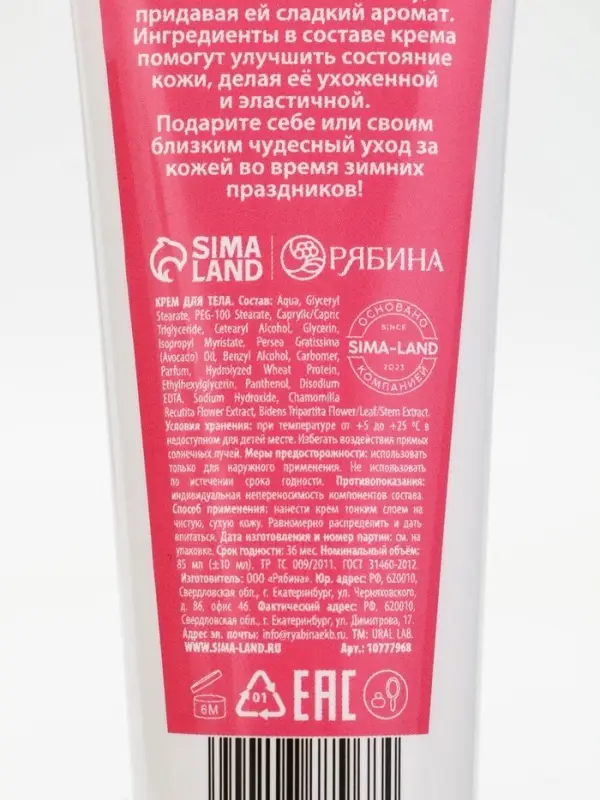 придавая ей сладкий аромат.
Ингредиенты в составе крема
помогут улучшить состояние
кожи, делая её ухоженной
и эластичной.
Подарите себе или своим
близким чудесный уход за
кожей во время зимних
праздников!
SIMA
LAND
РЯБИНА
КРЕМ ДЛЯ ТЕЛА. Состав: Aqua, Glyceryl
Stearate, PEG-100 Stearate, Caprylic/Capric
Triglyceride, Cetearyl Alcohol, Glycerin,
Isopropyl Myristate, Persea Gratissima
(Avocado) Oil, Benzyl Alcohol, Carbomer,
Parfum, Hydrolyzed Wheat Protein,
Ethylhexylglycerin, Panthenol, Disodium
EDTA, Sodium Hydroxide, Chamomilla
Recutita Flower Extract, Bidens Tripartita Flower/Leaf/Stem Extract.
ОСНОВАНО
SINCE
SIMA-LAND
2023
КОМПАНИЕЙ
Условия хранения: при температуре от +5 до +25 °C в
недоступном для детей месте. Избегать воздействия прямых
солнечных лучей. Меры предосторожности: использовать
только для наружного применения. Не использовать
по истечении срока годности. Противопоказания:
индивидуальная непереносимость компонентов состава.
Способ применения: нанести крем тонким слоем на
чистую, сухую кожу. Равномерно распределить и дать
впитаться. Дата изготовления и номер партии: см. на
упаковке. Срок годности: 36 мес. Номинальный объём:
85 мл (±10 мл). ТР ТС 009/2011. ГОСТ 31460-2012.
Изготовитель: ООО «Рябина». Юр. адрес: РФ, 620010,
Свердловская обл., г. Екатеринбург, ул. Черняховского,
д. 86, офис 46. Фактический адрес: РФ, 620010,
Свердловская обл., г. Екатеринбург, ул. Димитрова, 17.
Адрес эл. почты: info@ryabinaekb.ru TM: URAL LAB.
WWW.SIMA-LAND.RU Арт.: 10777968
6M
01
EAC